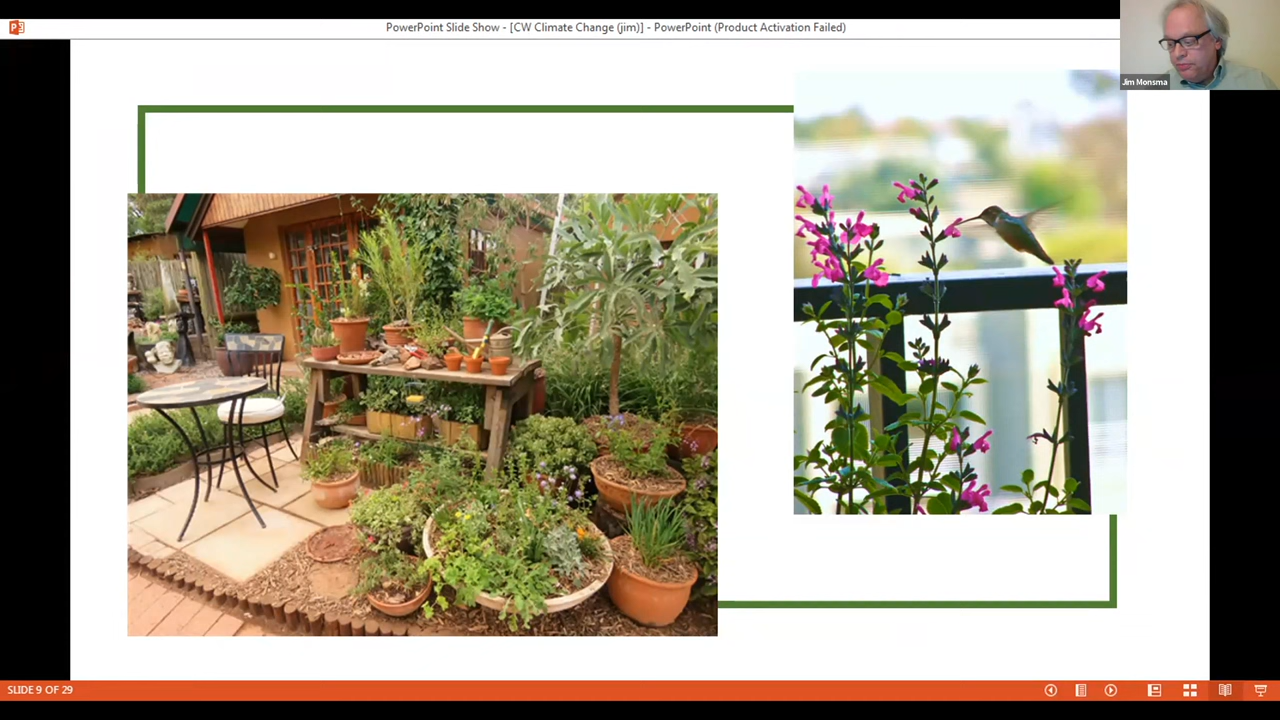 PowerPoint Slide Show - [CW Climate Change (jim)] - PowerPoint (Product Activation Failed)
Jim Monsma
SLIDE 9 OF 29